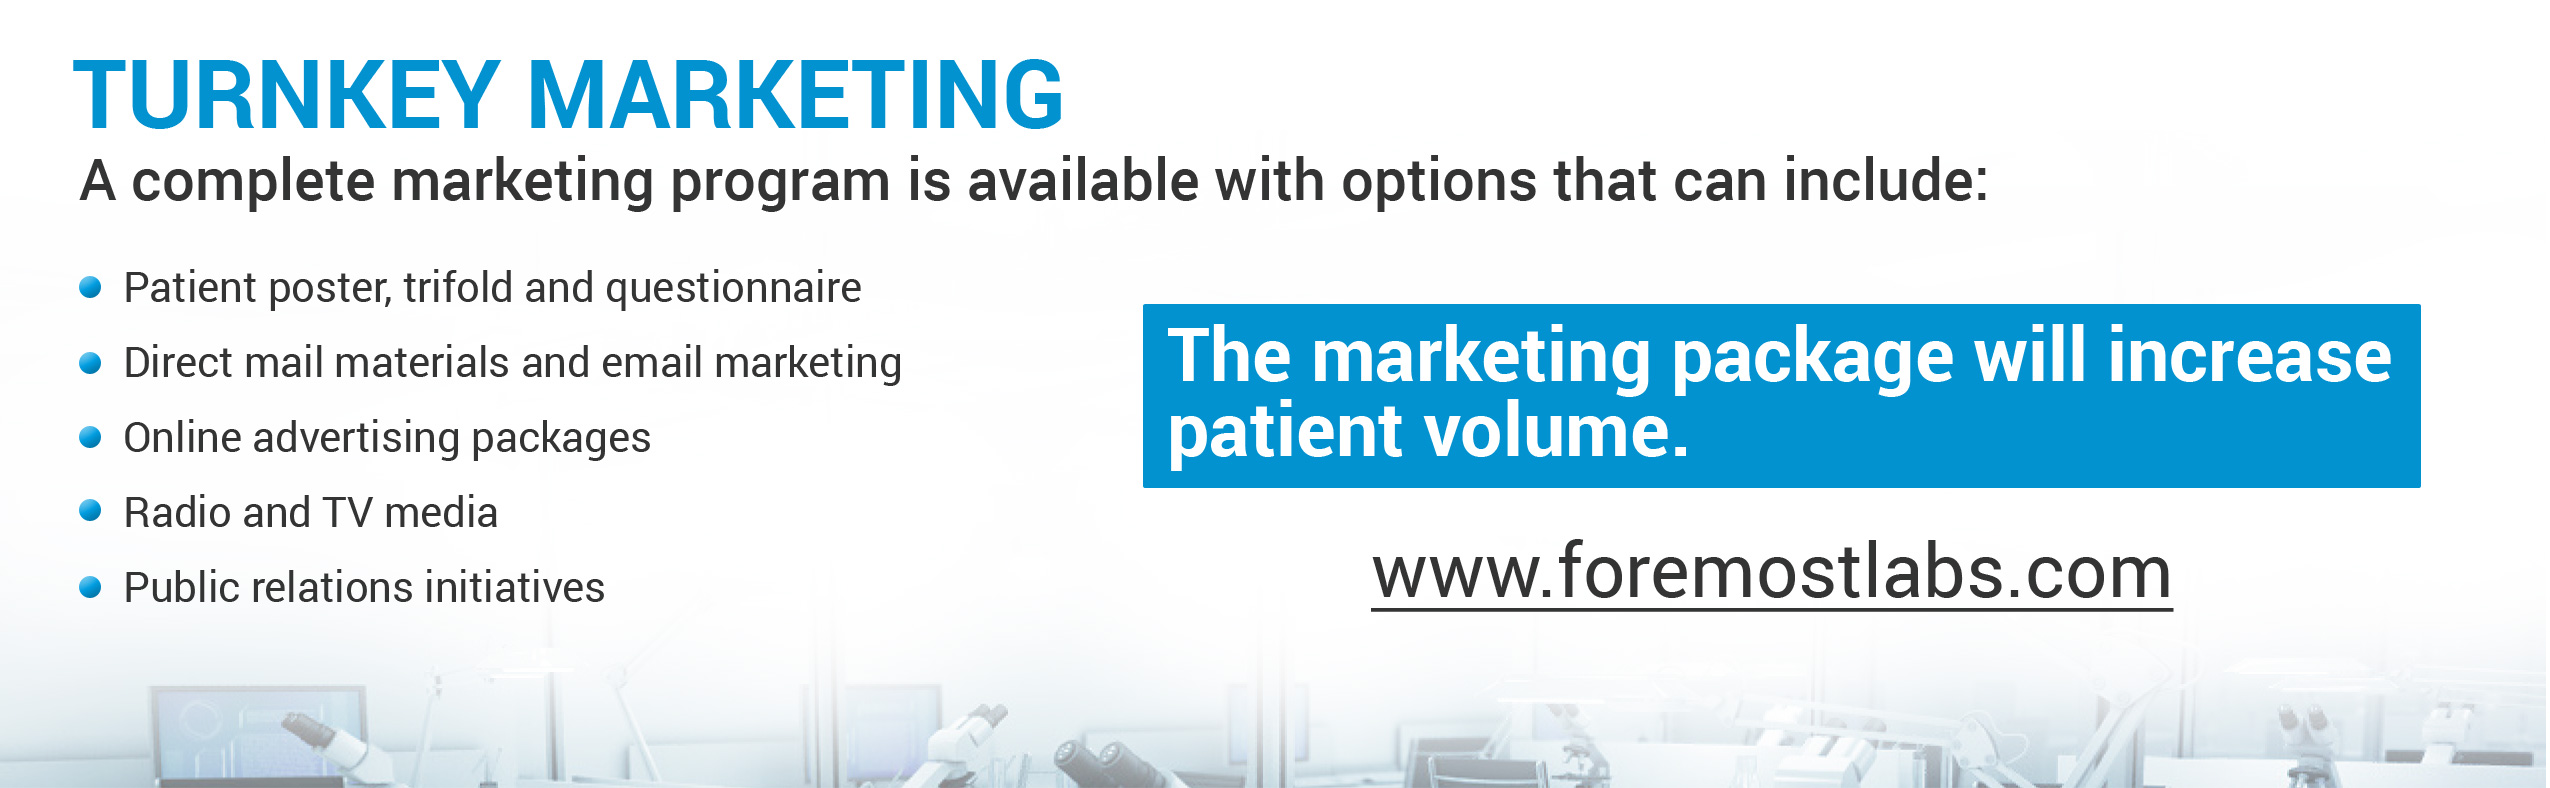 TURNKEY MARKETING
A complete marketing program is available with options that can include:
Patient poster, trifold and questionnaire
Direct mail materials and email marketing
Online advertising packages
Radio and TV media
Public relations initiatives
The marketing package will increase
patient volume.
www.foremostlabs.com